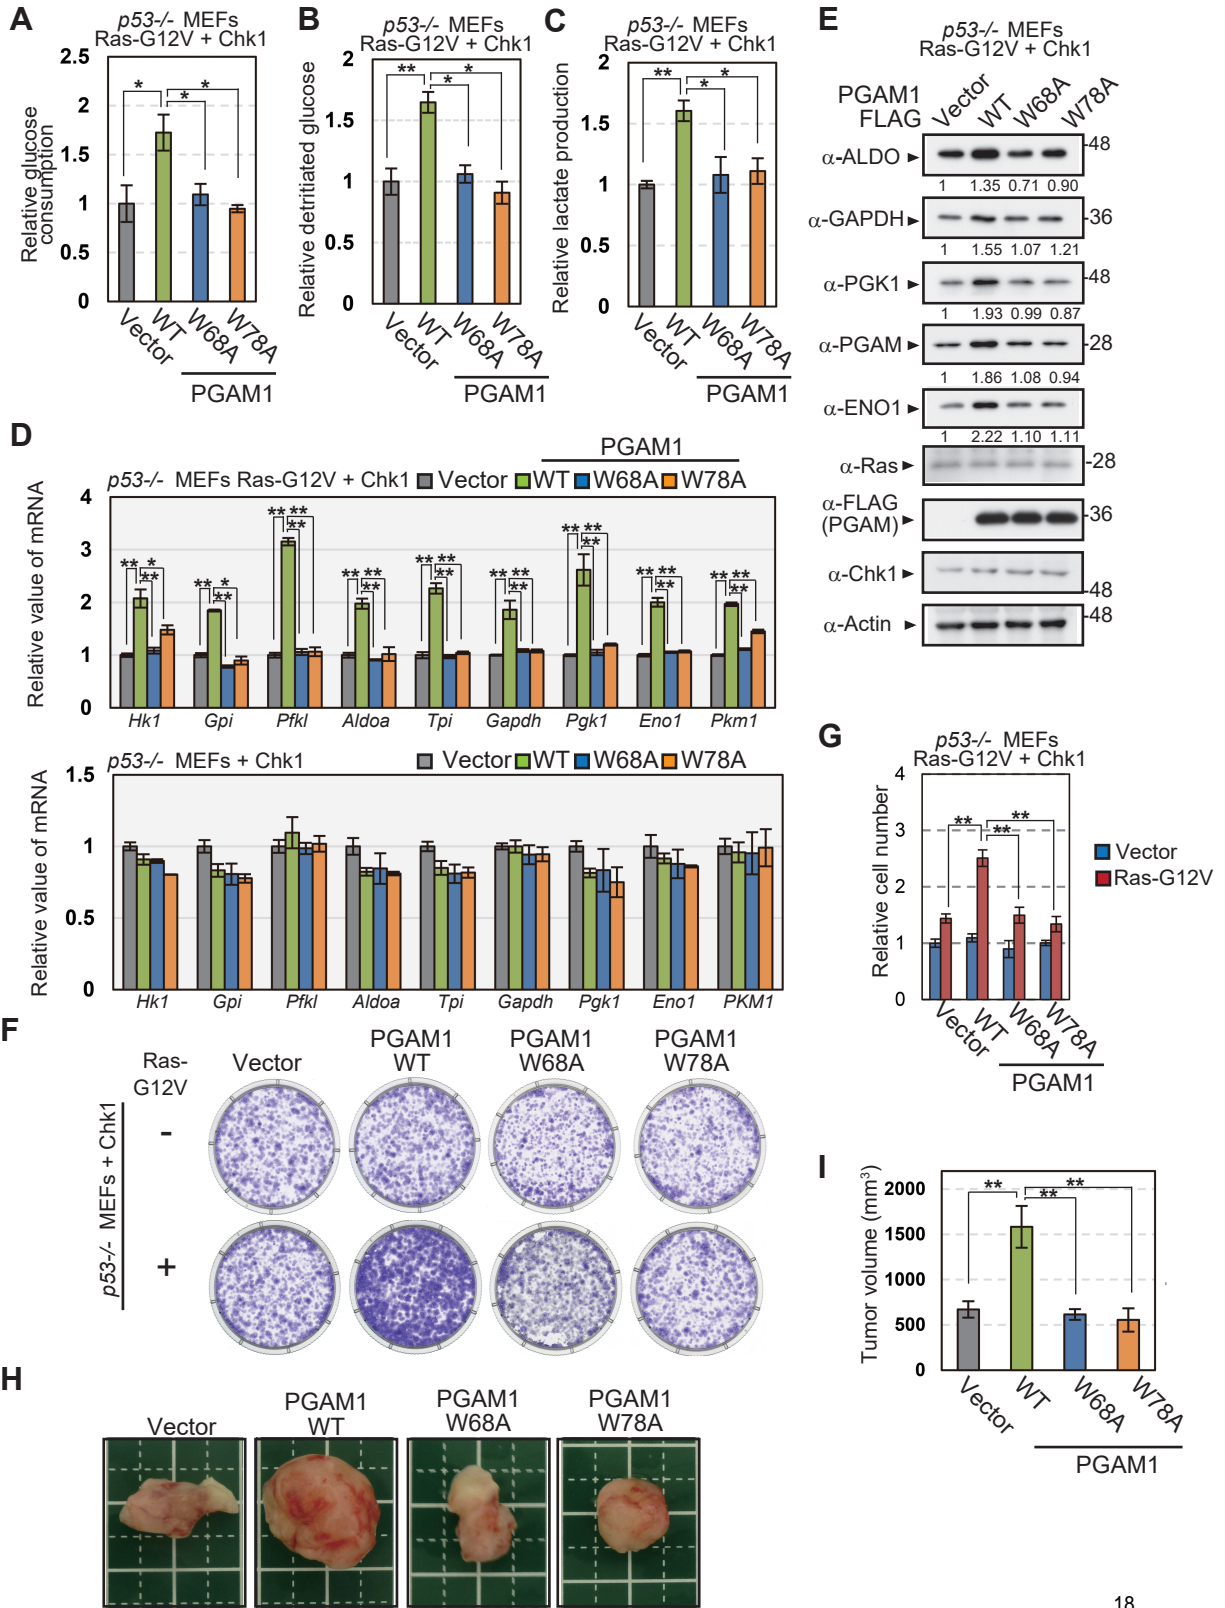 A
p53-/- MEFs
Ras-G12V + Chk1
Relative glucose
consumption
2.5
2
1.5
1
0.5
0
* * *
Vector
WT
W68A
W78A
PGAM1
B
p53-/- MEFs
Ras-G12V + Chk1
Relative detritiated glucose
2
1.5
1
0.5
0
** * *
Vector
WT
W68A
W78A
PGAM1
C
p53-/- MEFs
Ras-G12V + Chk1
Relative lactate production
2
1.5
1
0.5
0
** * *
Vector
WT
W68A
W78A
PGAM1
E
p53-/- MEFs
Ras-G12V + Chk1
PGAM1
FLAG
Vector
WT
W68A
W78A
α-ALDO -48
1 1.35 0.71 0.90
α-GAPDH -36
1 1.55 1.07 1.21
α-PGK1 -48
1 1.93 0.99 0.87
α-PGAM -28
1 1.86 1.08 0.94
α-ENO1
1 2.22 1.10 1.11
α-Ras -28
α-FLAG
(PGAM) -36
α-Chk1
-48
α-Actin -48
D
PGAM1
p53-/- MEFs Ras-G12V + Chk1 Vector WT W68A W78A
Relative value of mRNA
4
3
2
1
0
** * **
** * **
** ** **
** ** **
** ** **
** ** **
** ** **
** ** **
** ** **
Hk1 Gpi Pfkl Aldoa Tpi Gapdh Pgk1 Eno1 Pkm1
p53-/- MEFs + Chk1 Vector WT W68A W78A
Relative value of mRNA
1.5
1
0.5
0
Hk1 Gpi Pfkl Aldoa Tpi Gapdh Pgk1 Eno1 PKM1
G
p53-/- MEFs
Ras-G12V + Chk1
Relative cell number
4
3
2
1
0
** ** **
Vector
Ras-G12V
Vector
WT
W68A
W78A
PGAM1
F
Ras-
G12V
Vector
PGAM1
WT
PGAM1
W68A
PGAM1
W78A
p53-/- MEFs + Chk1
-
+
I
Tumor volume (mm3)
2000
1500
1000
500
0
** ** **
Vector
WT
W68A
W78A
PGAM1
H
Vector
PGAM1
WT
PGAM1
W68A
PGAM1
W78A
18